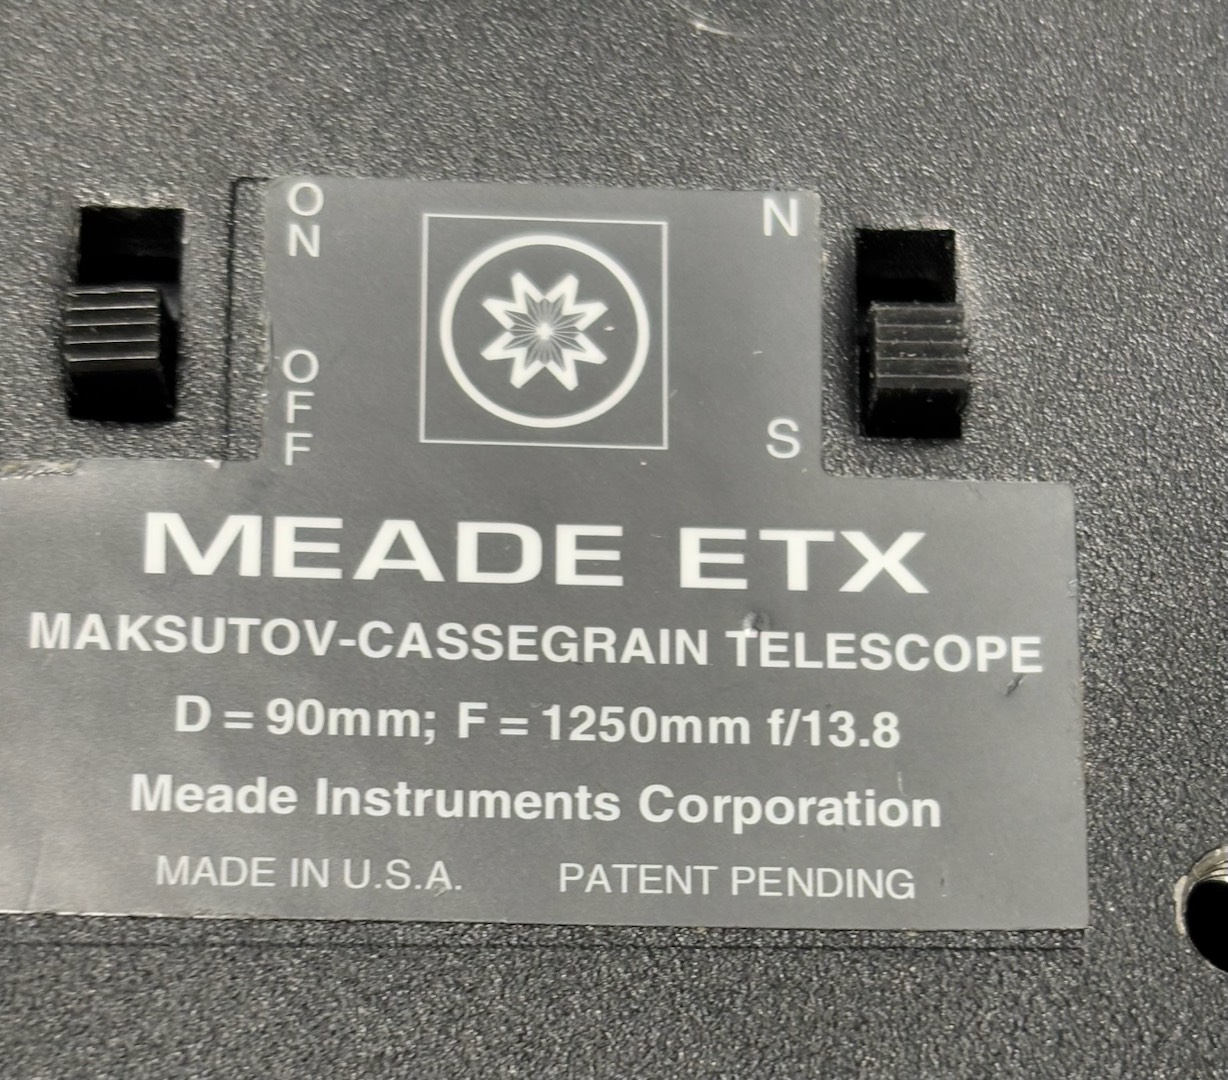 ON
N
OFF
S
MEADE ETX
MAKSUTOV-CASSEGRAIN TELESCOPE
D = 90mm; F = 1250mm f/13.8
Meade Instruments Corporation
MADE IN U.S.A. PATENT PENDING